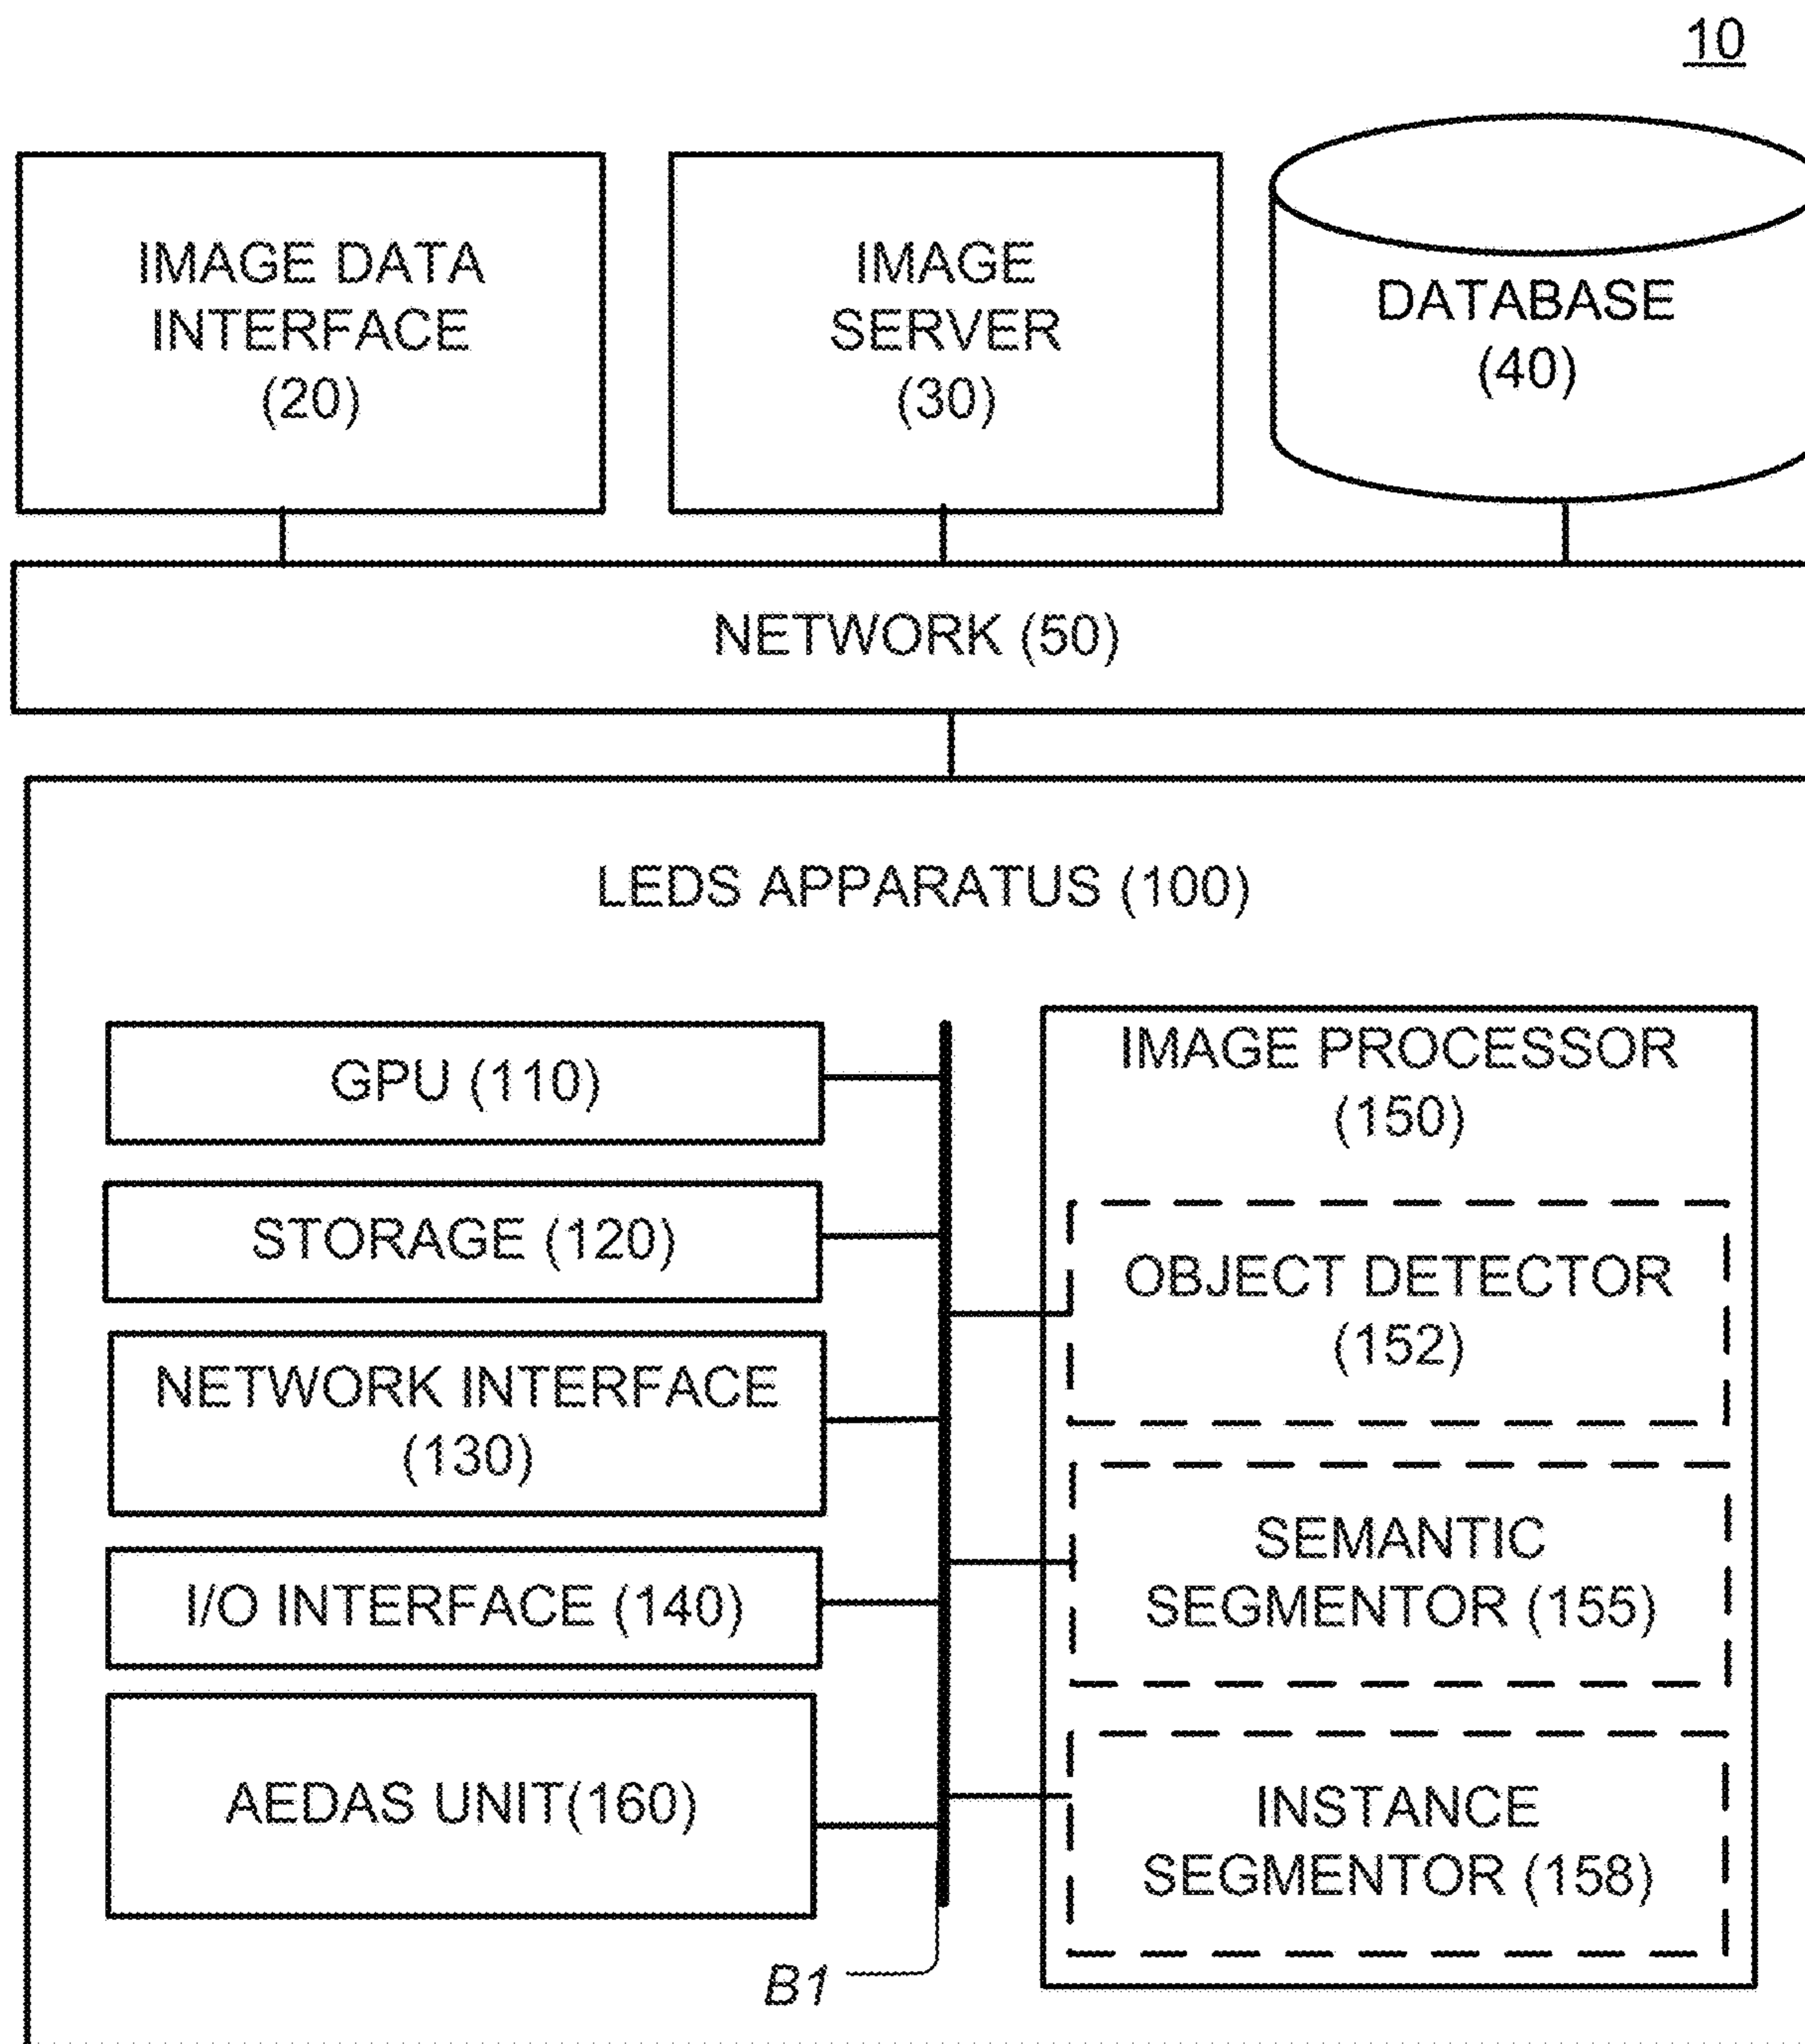 10
IMAGE DATA
INTERFACE
(20)
IMAGE
SERVER
(30)
DATABASE
(40)
NETWORK (50)
LEDS APPARATUS (100)
GPU (110)
STORAGE (120)
NETWORK INTERFACE
(130)
I/O INTERFACE (140)
AEDAS UNIT(160)
B1
IMAGE PROCESSOR
(150)
OBJECT DETECTOR
(152)
SEMANTIC
SEGMENTOR (155)
INSTANCE
SEGMENTOR (158)